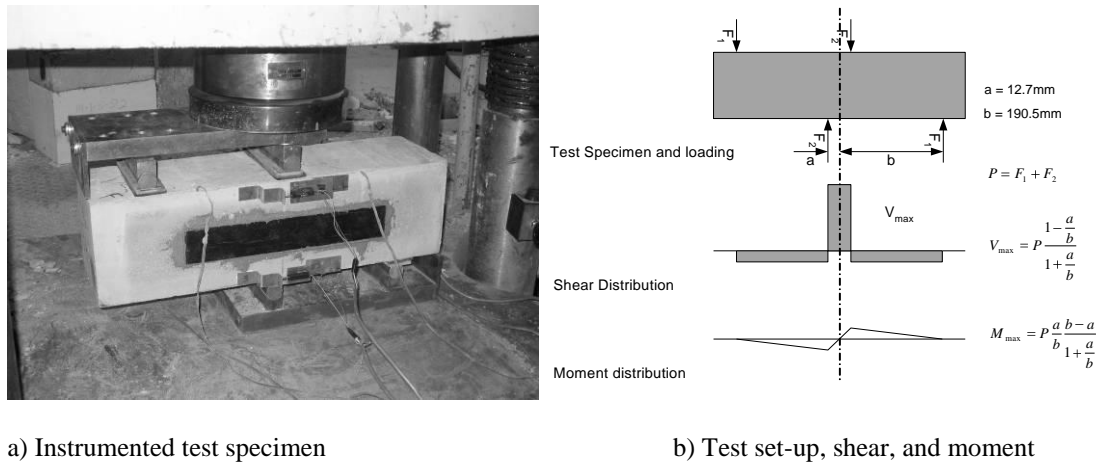 F1
F2
a = 12.7mm
b = 190.5mm
F2
F1
a
b
Test Specimen and loading
P = F1 + F2
Vmax
Vmax = P (1 - a/b) / (1 + a/b)
Shear Distribution
Mmax = P a/b (b - a) / (1 + a/b)
Moment distribution
a) Instrumented test specimen
b) Test set-up, shear, and moment